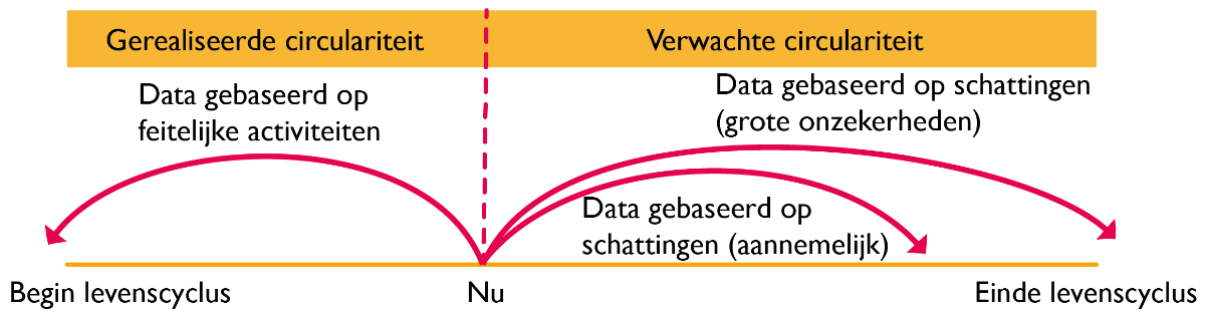 Gerealiseerde circulariteit
Verwachte circulariteit
Data gebaseerd op
feitelijke activiteiten
Data gebaseerd op schattingen
(grote onzekerheden)
Data gebaseerd op
schattingen (aannemelijk)
Begin levenscyclus
Nu
Einde levenscyclus